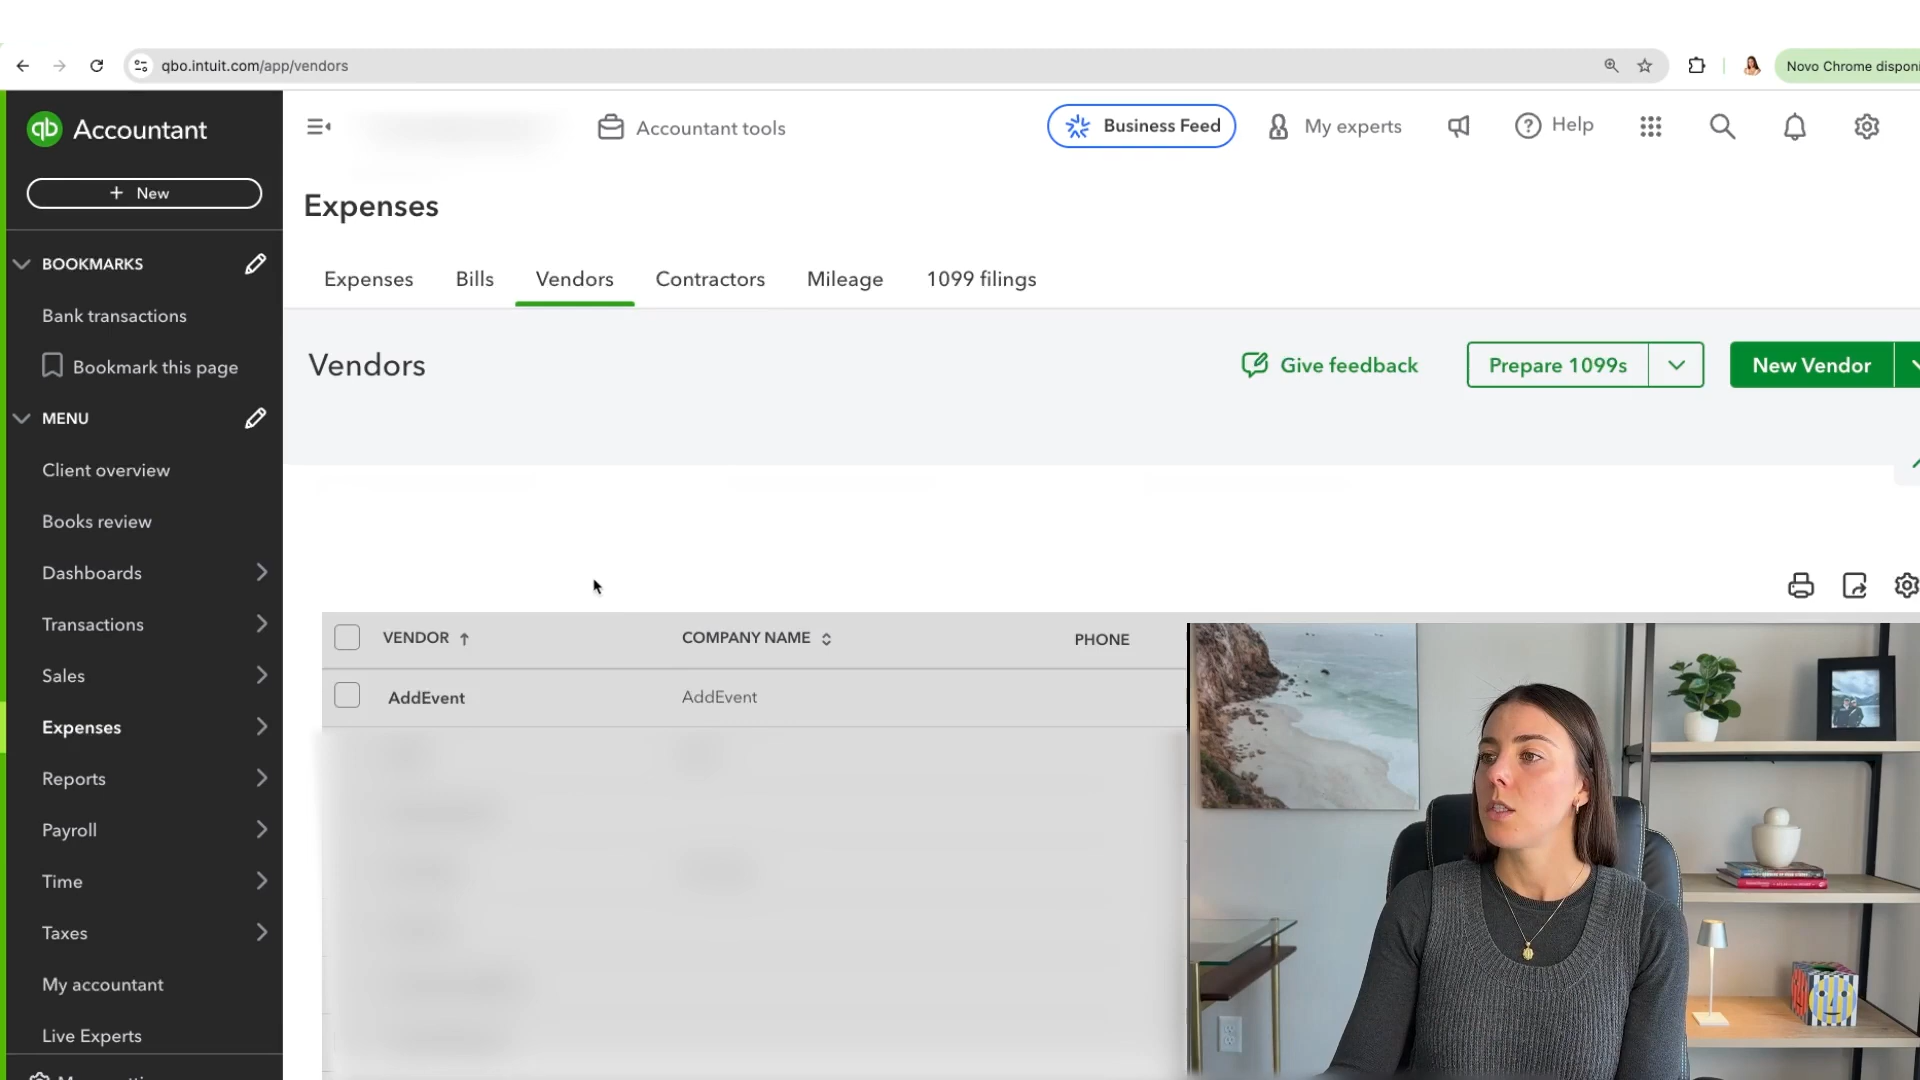 qbo.intuit.com/app/vendors
Novo Chrome disponí
qb Accountant
Accountant tools
Business Feed
My experts
Help
+ New
Expenses
BOOKMARKS
Bank transactions
Bookmark this page
MENU
Client overview
Books review
Dashboards
Transactions
Sales
Expenses
Reports
Payroll
Time
Taxes
My accountant
Live Experts
Expenses Bills Vendors Contractors Mileage 1099 filings
Vendors
Give feedback
Prepare 1099s
New Vendor
VENDOR COMPANY NAME PHONE
AddEvent AddEvent